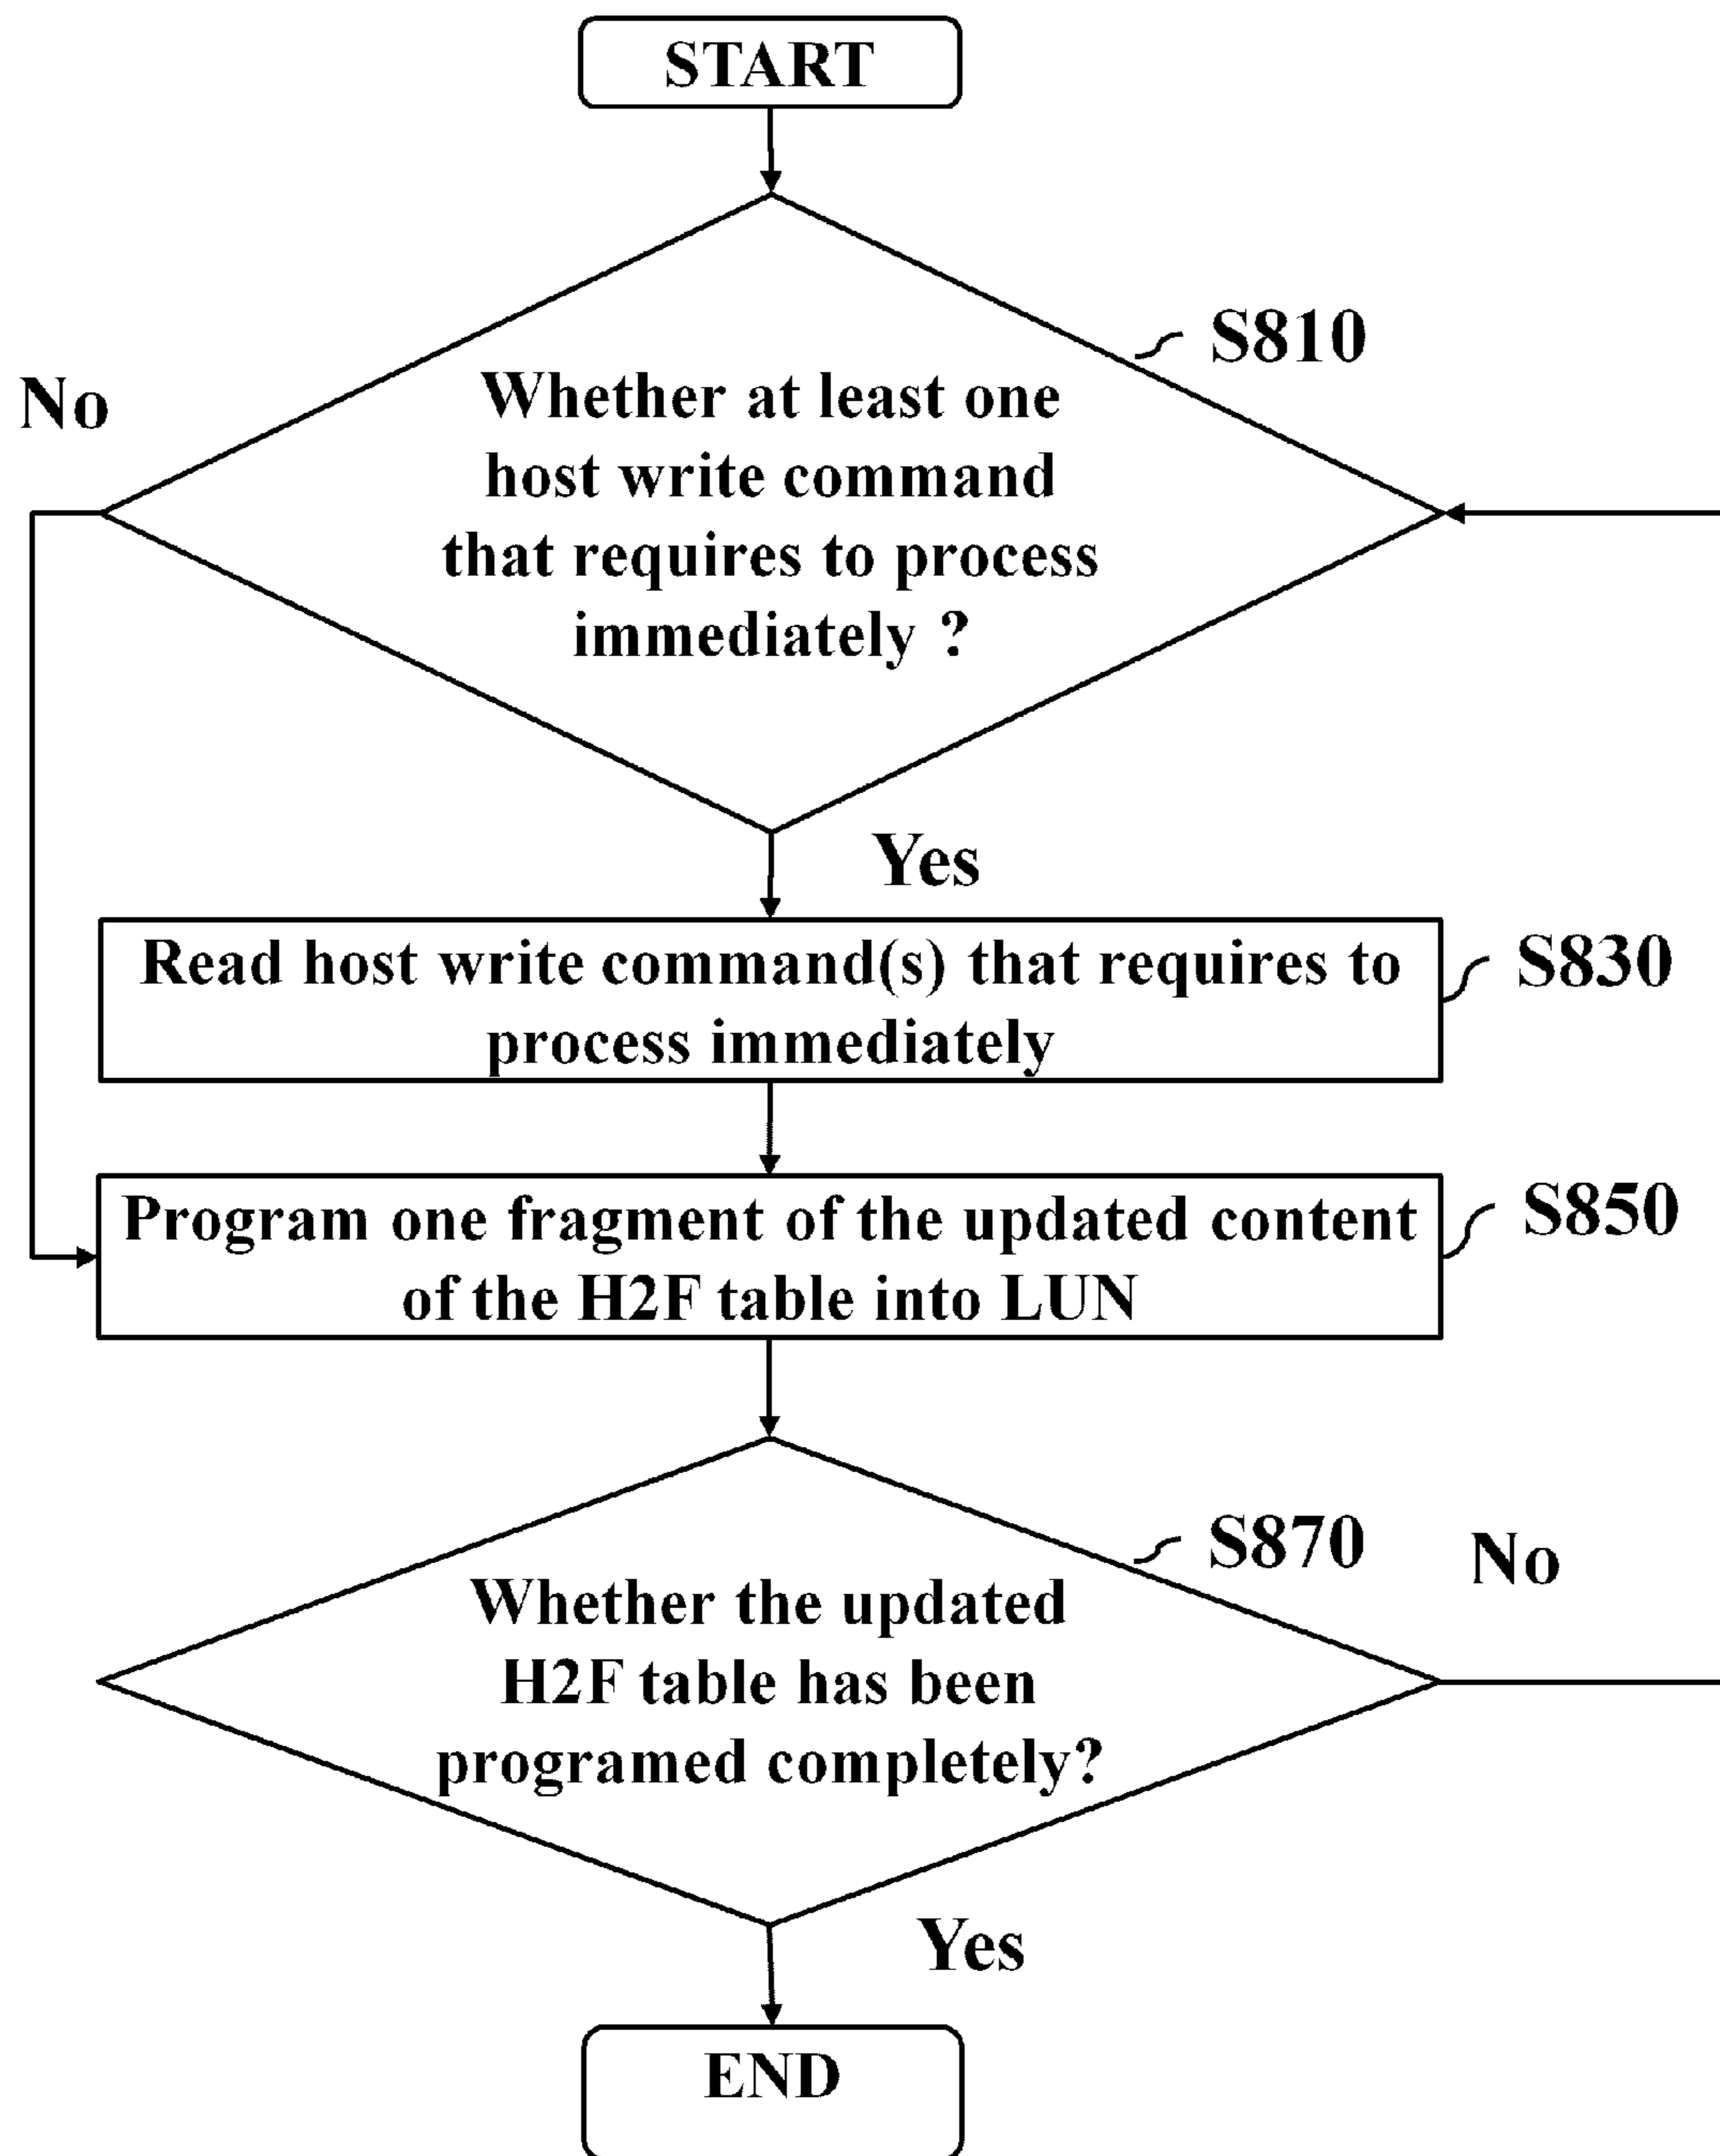 START
S810
No
Whether at least one
host write command
that requires to process
immediately ?
Yes
Read host write command(s) that requires to
process immediately
S830
Program one fragment of the updated content
of the H2F table into LUN
S850
S870
No
Whether the updated
H2F table has been
programed completely?
Yes
END